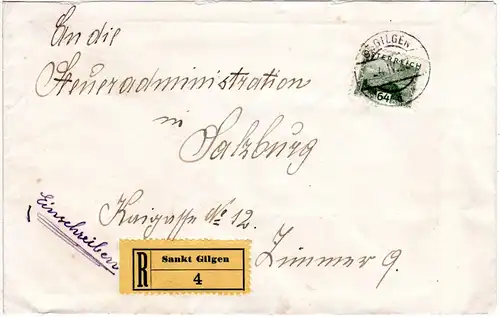 An die
Steueradministration
in
Salzburg
Kaigasse No 12.
Zimmer 9.
Einschreiben
R
Sankt Gilgen
4
GILGEN
64